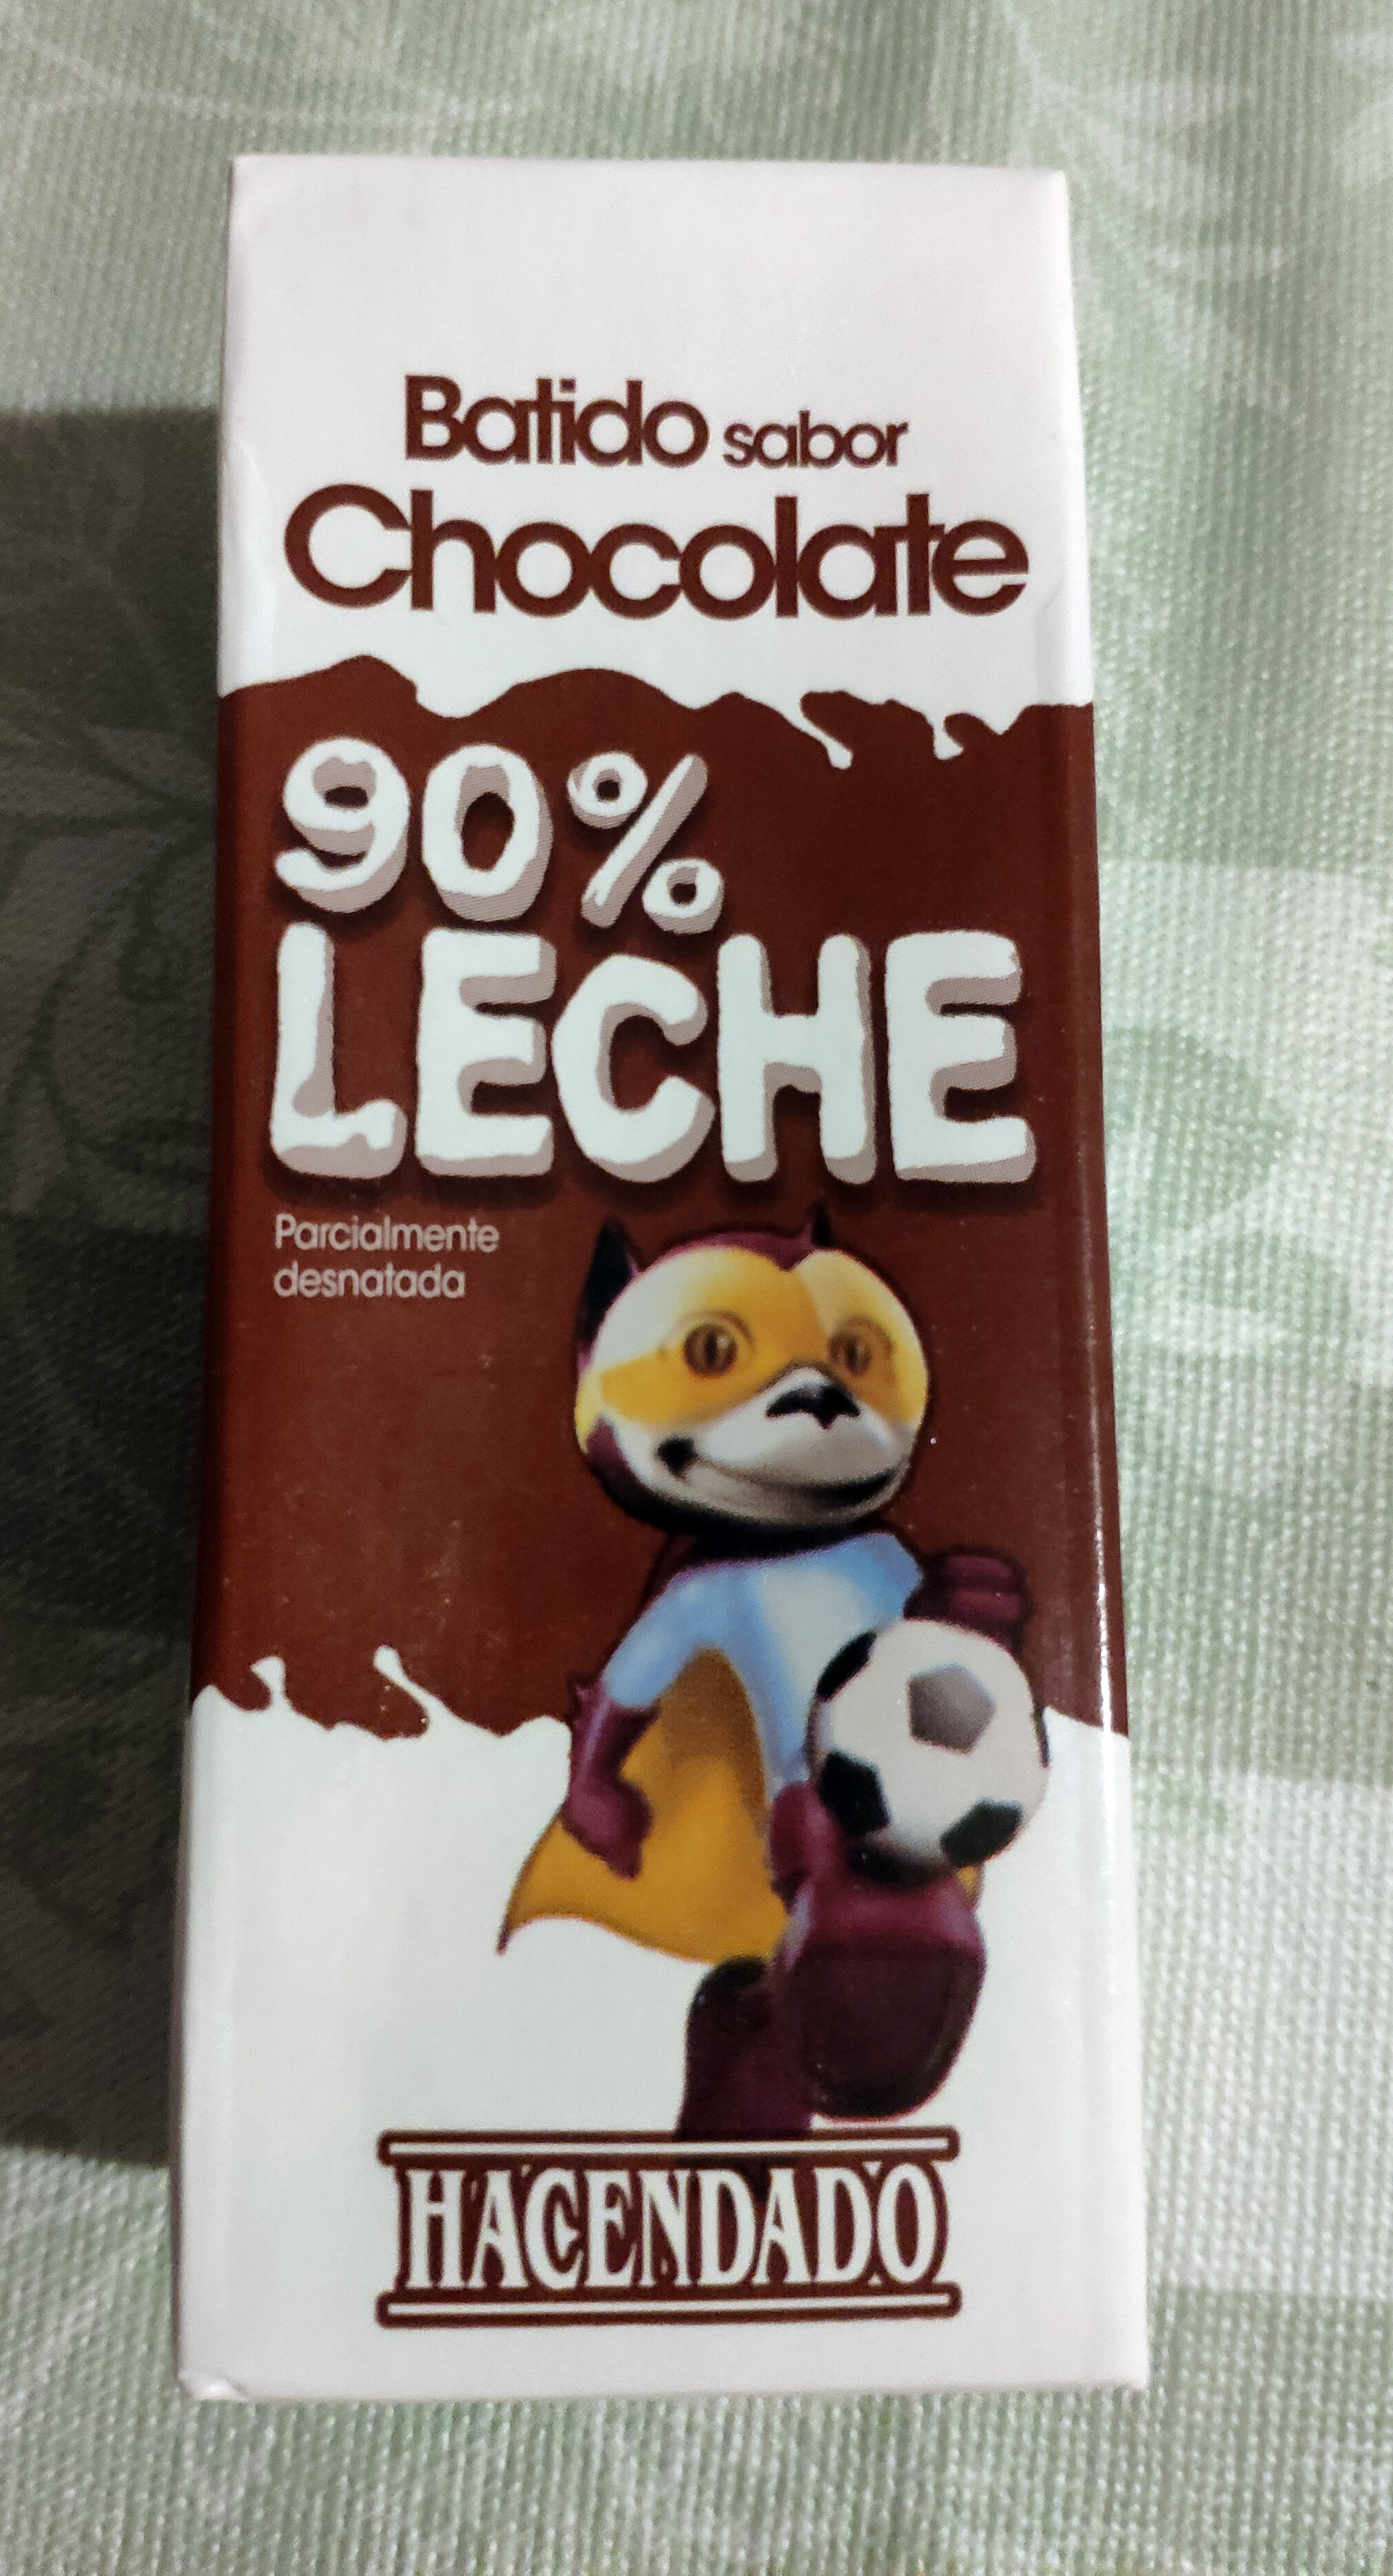 Batido sabor
Chocolate
90%
LECHE
Parcialmente
desnatada
HACENDADO